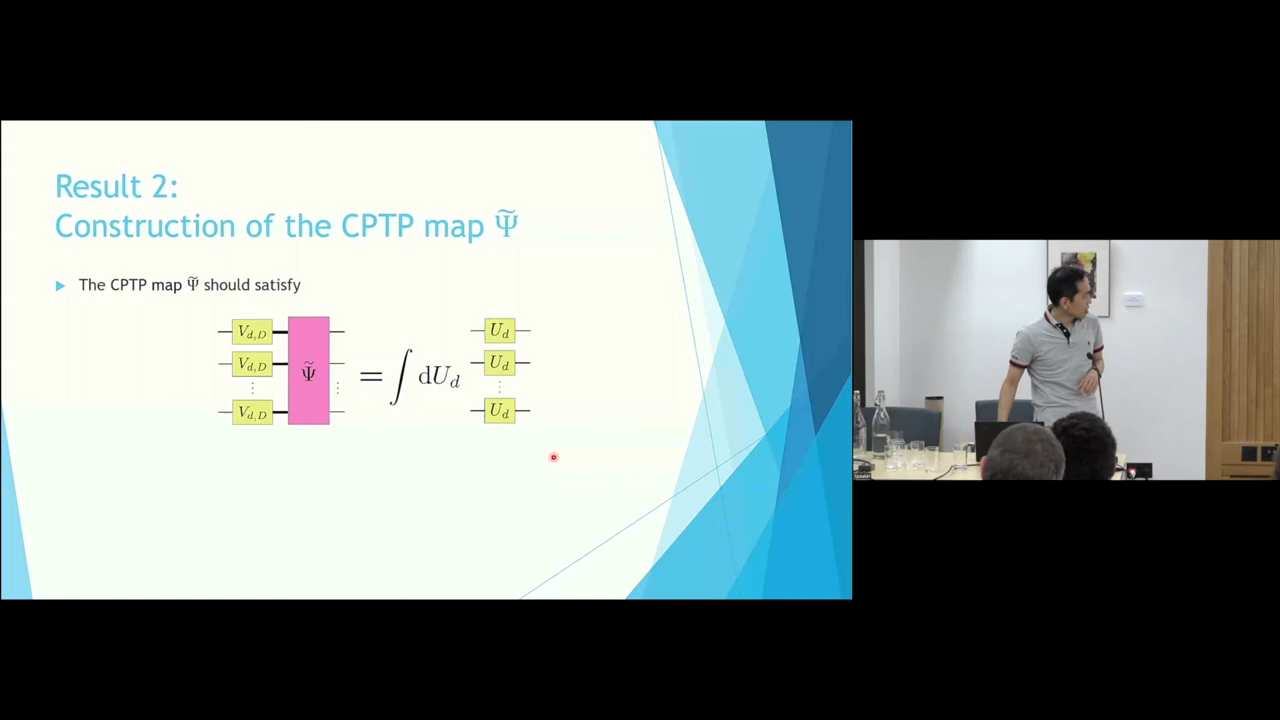 Result 2:
Construction of the CPTP map Ψ̃
The CPTP map Ψ̃ should satisfy
V_{d,D}
V_{d,D}
⋮
V_{d,D}
Ψ̃
⋮
= ∫ dU_d
U_d
U_d
⋮
U_d